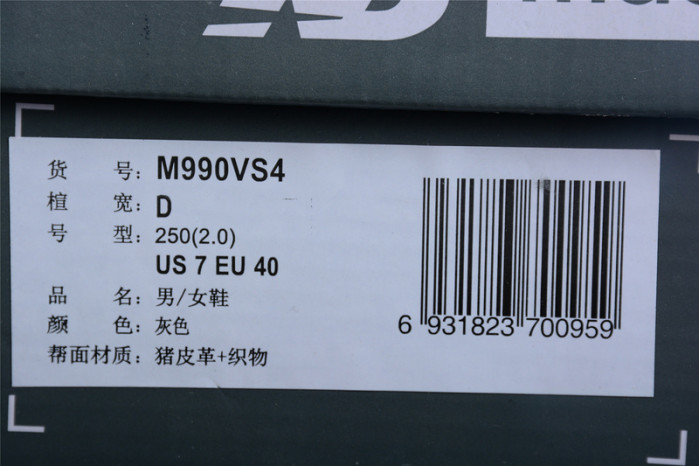 货 号: M990VS4
楦 宽: D
号 型: 250(2.0)
US 7 EU 40
品 名: 男/女鞋
颜 色: 灰色
帮面材质: 猪皮革+织物
6 931823 700959